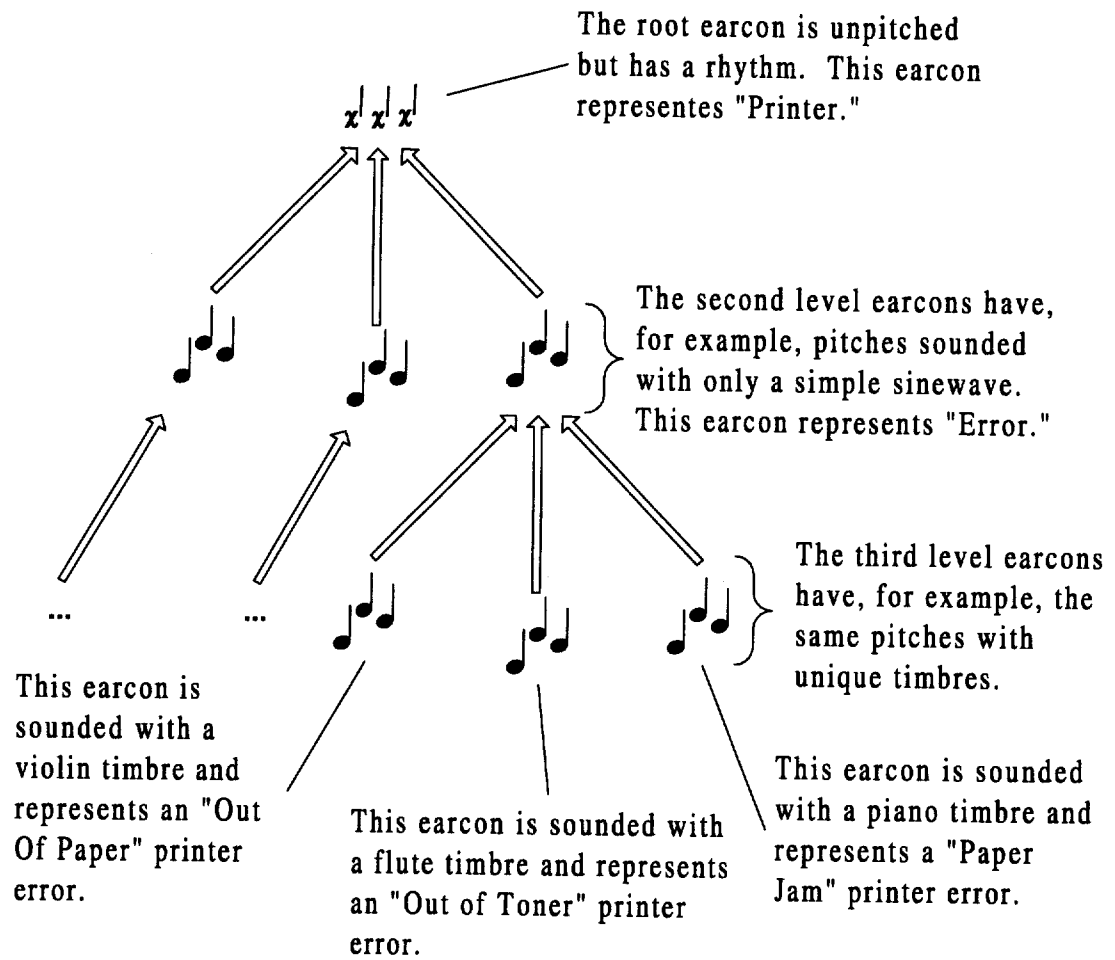 The root earcon is unpitched
but has a rhythm. This earcon
representes "Printer."
The second level earcons have,
for example, pitches sounded
with only a simple sinewave.
This earcon represents "Error."
The third level earcons
have, for example, the
same pitches with
unique timbres.
...
...
This earcon is
sounded with a
violin timbre and
represents an "Out
Of Paper" printer
error.
This earcon is sounded with
a flute timbre and represents
an "Out of Toner" printer
error.
This earcon is sounded
with a piano timbre and
represents a "Paper
Jam" printer error.